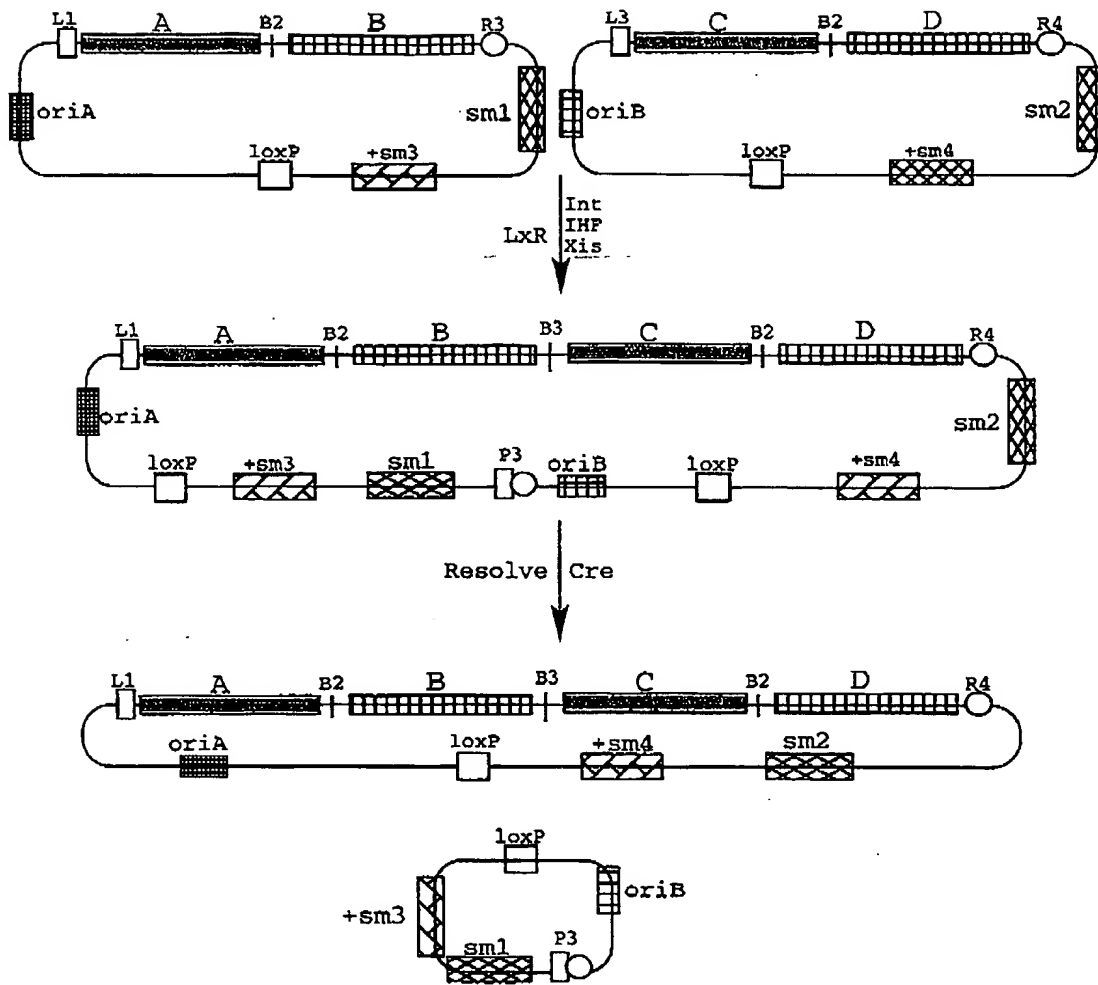 L1 A B2 B R3 L3 C B2 D R4
oriA sm1 oriB sm2
loxP +sm3 loxP +sm4
LxR Int
IHF
Xis
L1 A B2 B B3 C B2 D R4
oriA sm2
loxP +sm3 sm1 P3 oriB loxP +sm4
Resolve Cre
L1 A B2 B B3 C B2 D R4
oriA loxP +sm4 sm2
loxP
+sm3 oriB
sm1 P3